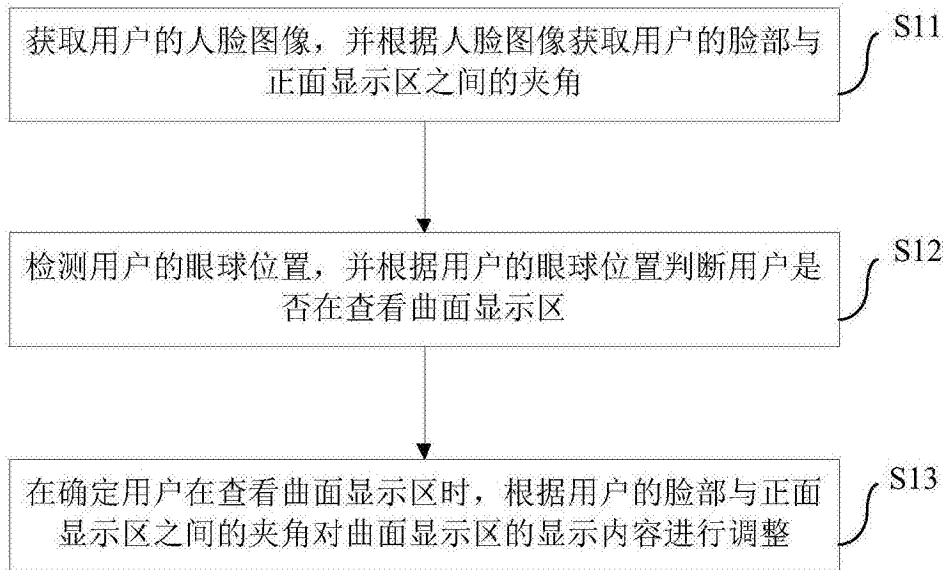 获取用户的人脸图像，并根据人脸图像获取用户的脸部与
正面显示区之间的夹角
S11
检测用户的眼球位置，并根据用户的眼球位置判断用户是
否在查看曲面显示区
S12
在确定用户在查看曲面显示区时，根据用户的脸部与正面
显示区之间的夹角对曲面显示区的显示内容进行调整
S13